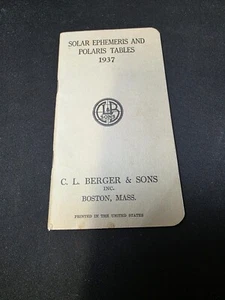 SOLAR EPHEMERIS AND
POLARIS TABLES
1937
C. L. BERGER & SONS
INC.
BOSTON, MASS.
PRINTED IN THE UNITED STATES